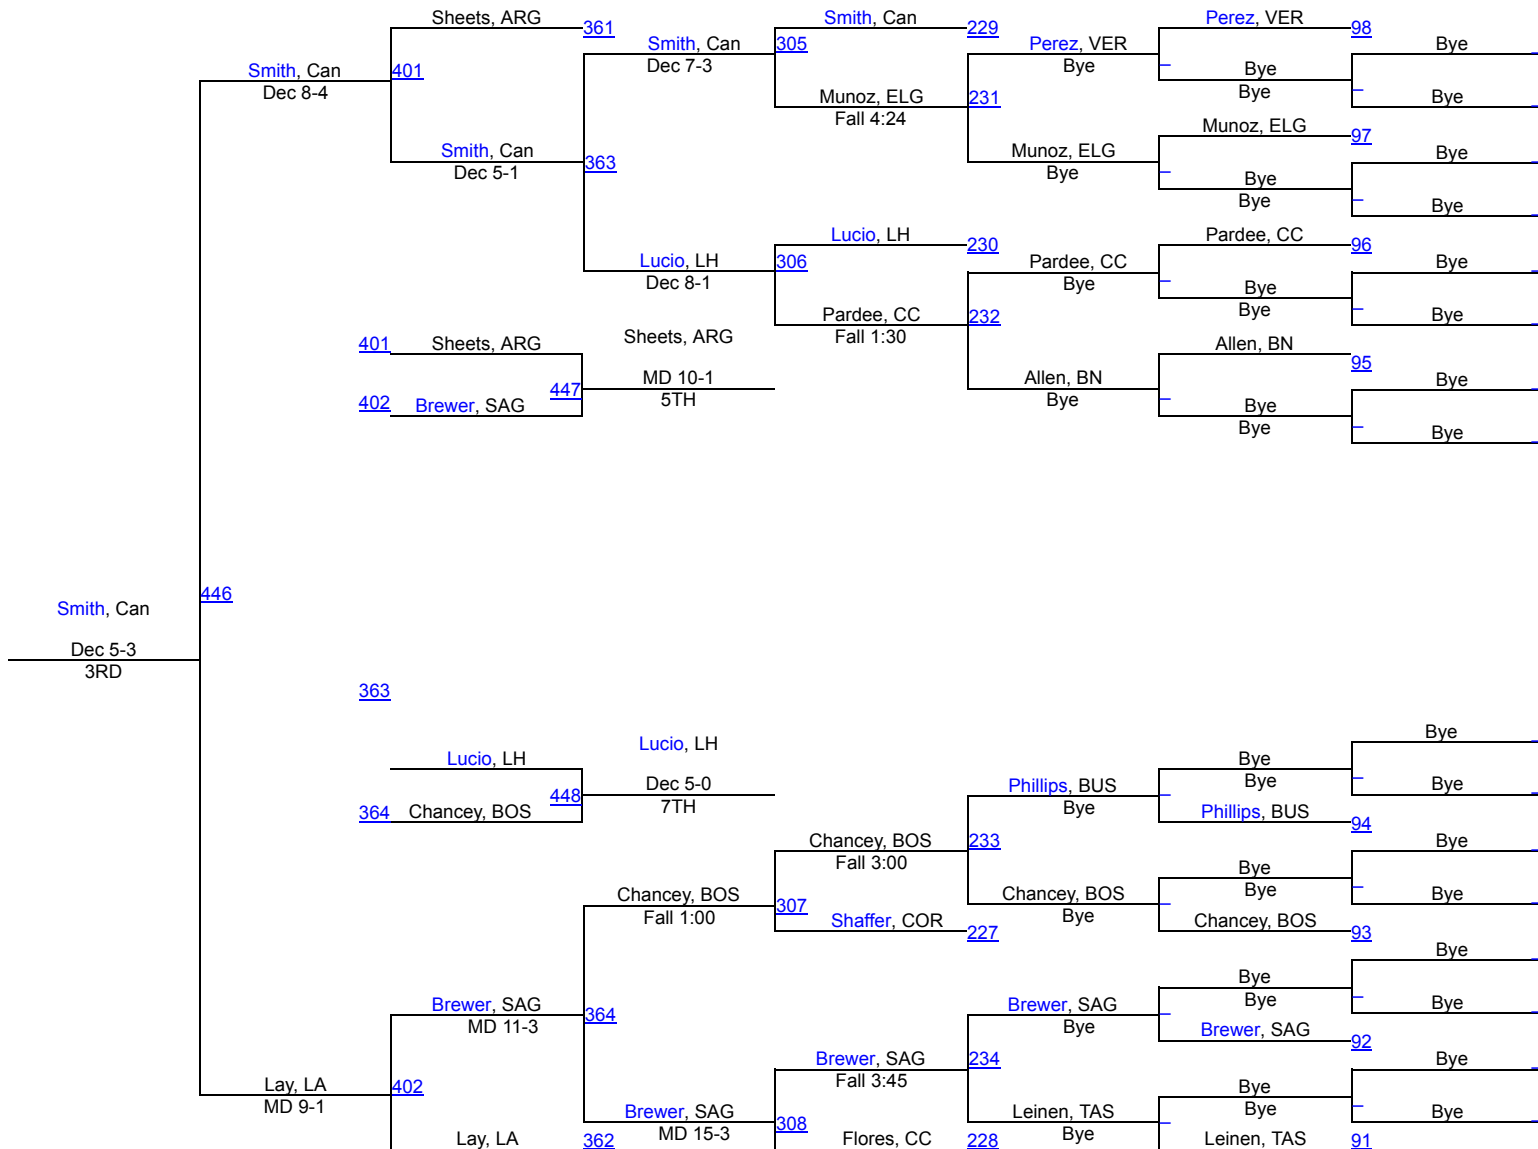 Sheets, ARG
361
Smith, Can
229
Perez, VER
98
Smith, Can
305
Perez, VER
Bye
Smith, Can
401
Dec 7-3
Bye
Bye
Dec 8-4
Munoz, ELG
231
Bye
Bye
Fall 4:24
Munoz, ELG
97
Smith, Can
363
Munoz, ELG
Bye
Dec 5-1
Bye
Bye
Bye
Bye
Lucio, LH
230
Pardee, CC
96
Lucio, LH
306
Pardee, CC
Bye
Dec 8-1
Bye
Bye
Bye
Pardee, CC
232
Bye
Bye
401
Sheets, ARG
Sheets, ARG
Fall 1:30
Allen, BN
95
447
MD 10-1
Allen, BN
Bye
402
Brewer, SAG
5TH
Bye
Bye
Bye
Bye
446
Smith, Can
Dec 5-3
3RD
363
Bye
Lucio, LH
Lucio, LH
Bye
448
Dec 5-0
Phillips, BUS
Bye
Bye
364
Chancey, BOS
7TH
Bye
Phillips, BUS
94
Chancey, BOS
233
Bye
Fall 3:00
Bye
Chancey, BOS
307
Chancey, BOS
Bye
Bye
Fall 1:00
Shaffer, COR
227
Bye
Chancey, BOS
93
Bye
Bye
Brewer, SAG
364
Brewer, SAG
Bye
Bye
MD 11-3
Bye
Brewer, SAG
92
Brewer, SAG
234
Bye
Lay, LA
402
Fall 3:45
Bye
MD 9-1
Brewer, SAG
308
Leinen, TAS
Bye
Bye
Lay, LA
362
MD 15-3
Flores, CC
228
Bye
Leinen, TAS
91